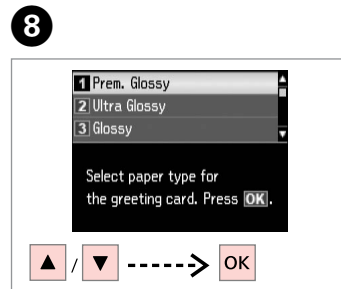 8
1 Prem. Glossy
2 Ultra Glossy
3 Glossy
Select paper type for
the greeting card. Press OK.
▲ / ▼ -----> OK